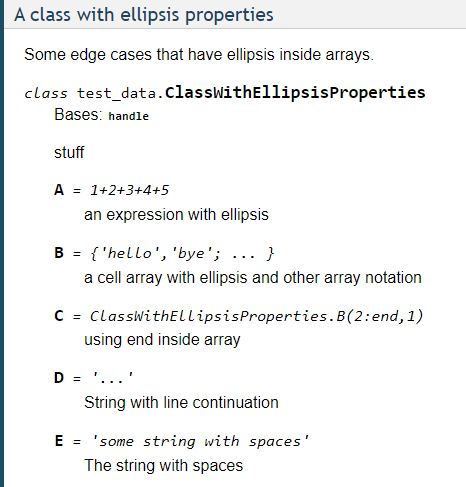 A class with ellipsis properties
Some edge cases that have ellipsis inside arrays.
class test_data.ClassWithEllipsisProperties
Bases: handle
stuff
A = 1+2+3+4+5
an expression with ellipsis
B = {'hello','bye'; ... }
a cell array with ellipsis and other array notation
C = ClassWithEllipsisProperties.B(2:end,1)
using end inside array
D = '...'
String with line continuation
E = 'some string with spaces'
The string with spaces